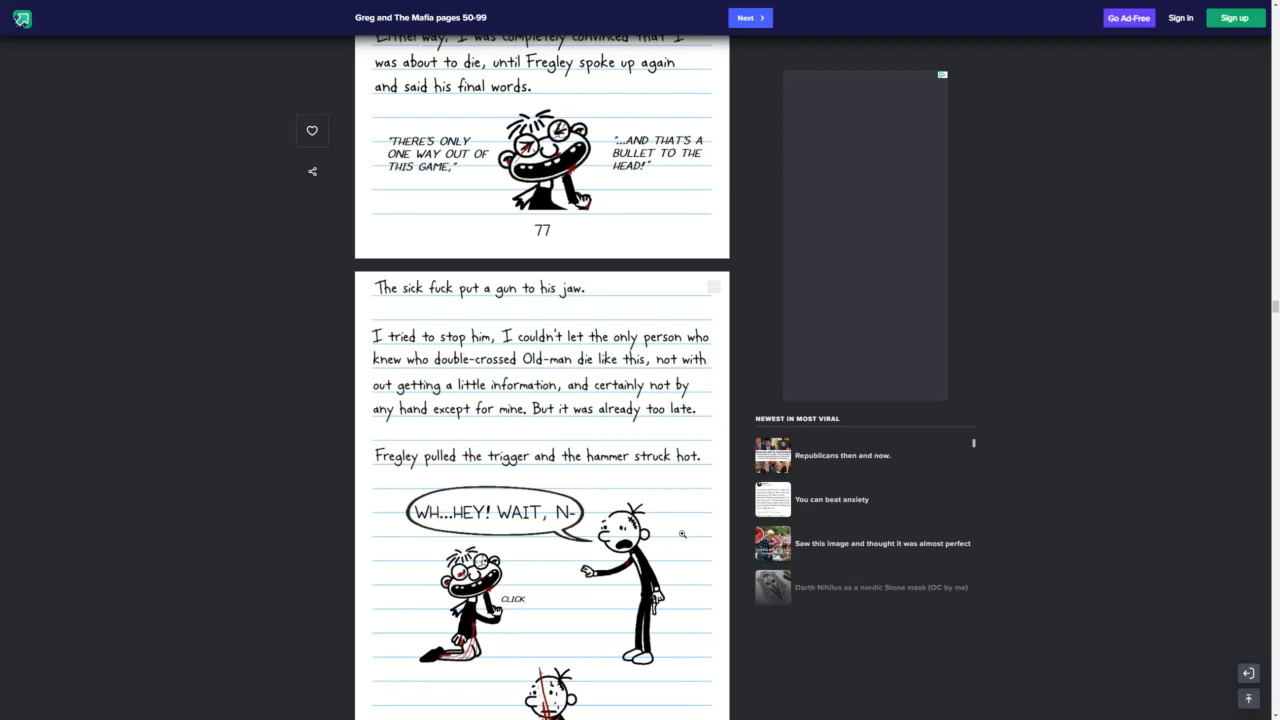 Greg and The Mafia pages 50-99
Next
Go Ad-Free
Sign in
Sign up
Either way, I was completely convinced that I
was about to die, until Fregley spoke up again
and said his final words.
"THERE'S ONLY
ONE WAY OUT OF
THIS GAME,"
"...AND THAT'S A
BULLET TO THE
HEAD!"
77
The sick fuck put a gun to his jaw.
I tried to stop him, I couldn't let the only person who
knew who double-crossed Old-man die like this, not with
out getting a little information, and certainly not by
any hand except for mine. But it was already too late.
Fregley pulled the trigger and the hammer struck hot.
WH...HEY! WAIT, N-
CLICK
NEWEST IN MOST VIRAL
Republicans then and now.
You can beat anxiety
Saw this image and thought it was almost perfect
Darth Nihilus as a nordic Stone mask (OC by me)